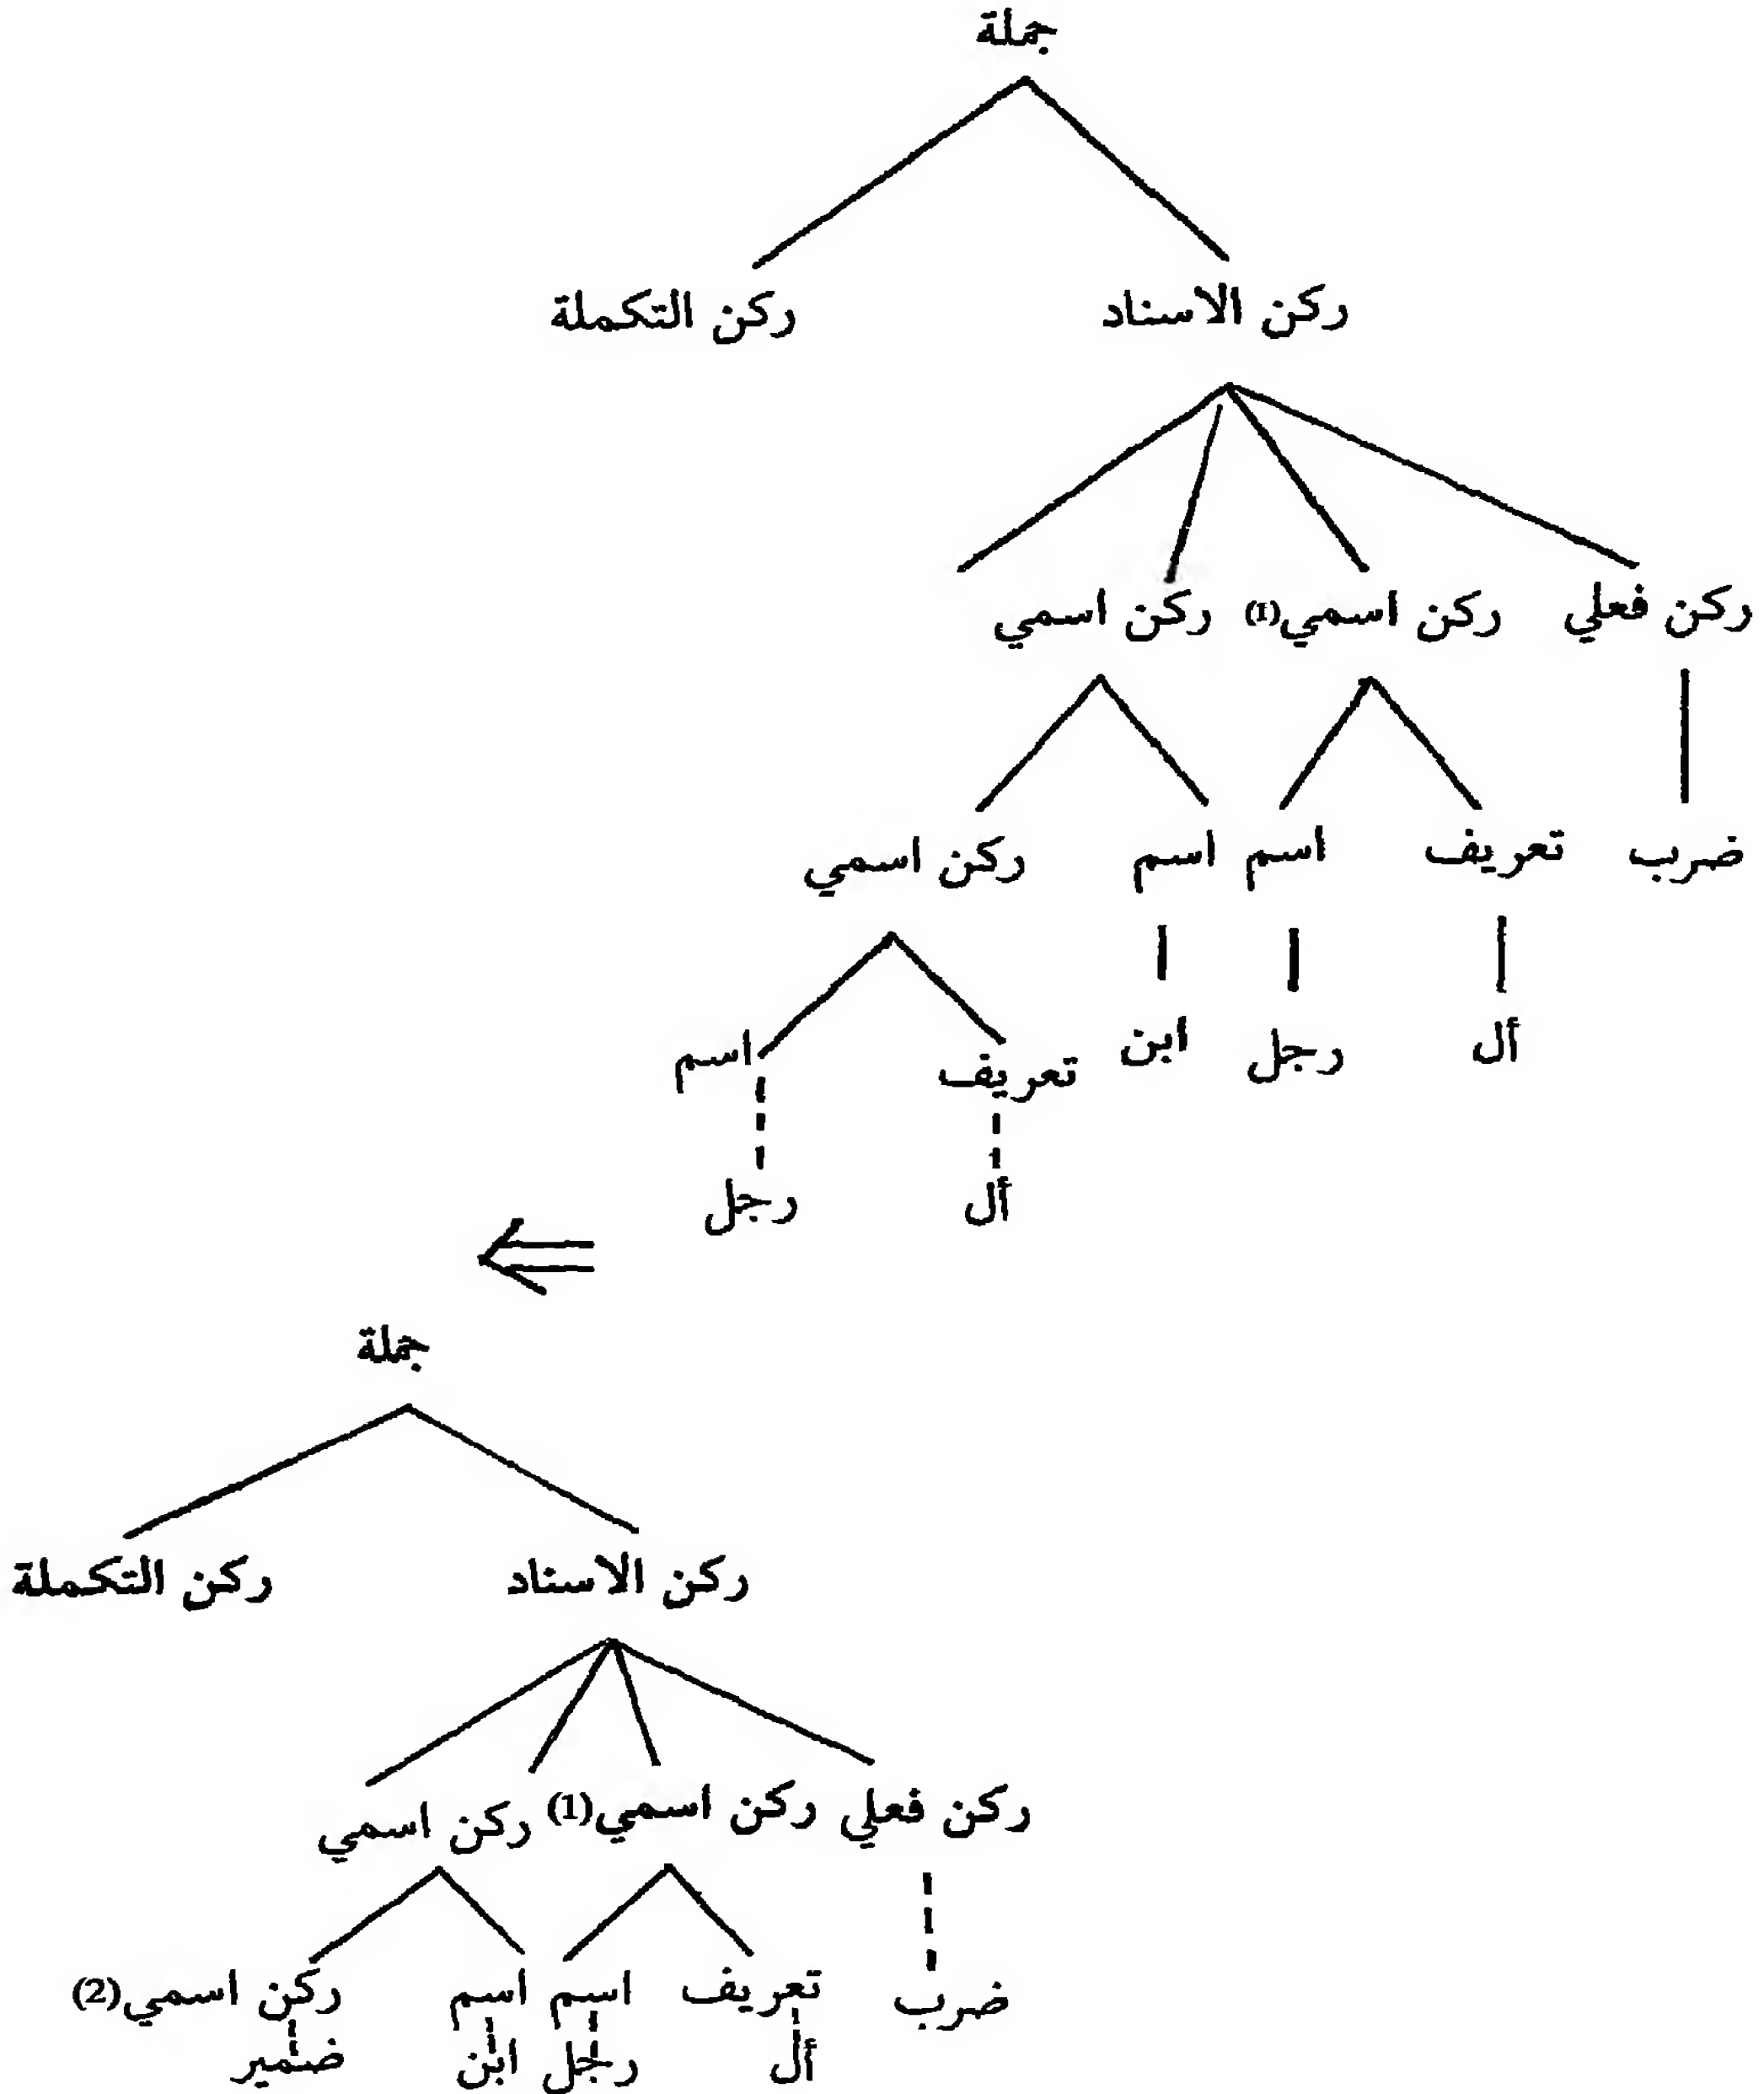 جملة
ركن الاسناد ركن التكملة
ركن فعلي ركن اسمي(1) ركن اسمي
ضرب تعريف اسم اسم ركن اسمي
أل رجل ابن تعريف اسم
أل رجل
جملة
ركن الاسناد ركن التكملة
ركن فعلي ركن اسمي(1) ركن اسمي
ضرب تعريف اسم اسم ركن اسمي(2)
أل رجل ابن ضمير